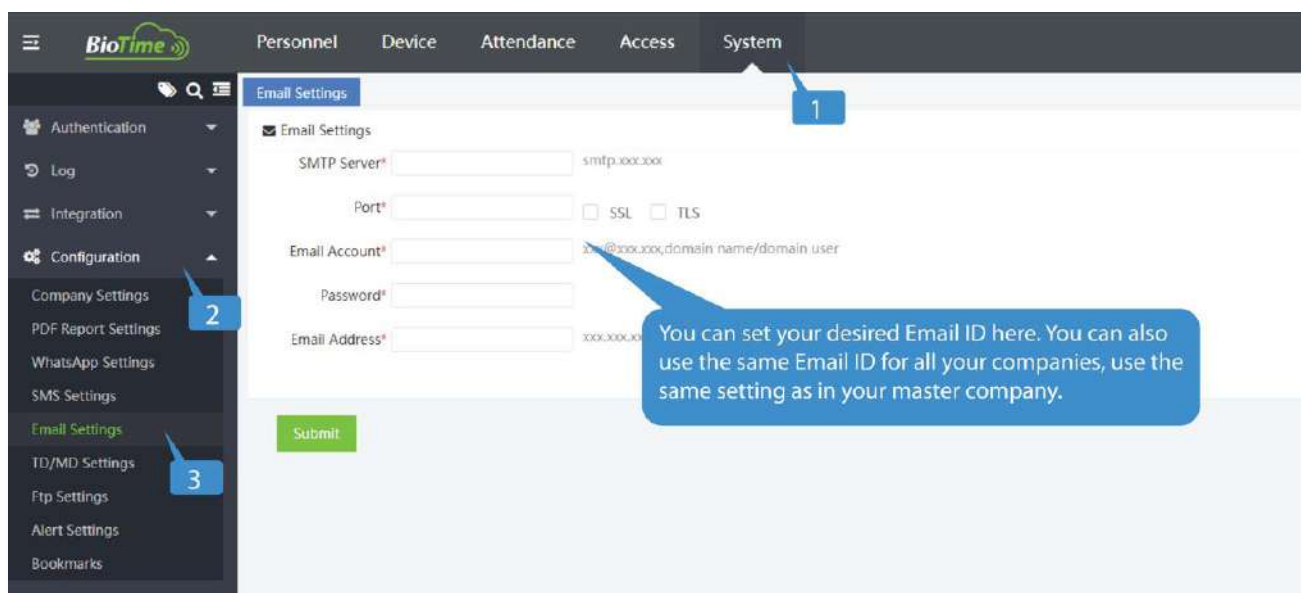 BioTime
Personnel Device Attendance Access System
1
Email Settings
Authentication
Log
Integration
Configuration
2
Company Settings
PDF Report Settings
WhatsApp Settings
SMS Settings
Email Settings
3
TD/MD Settings
Ftp Settings
Alert Settings
Bookmarks
Email Settings
SMTP Server* smtp.xxx.xxx
Port* SSL TLS
Email Account* xxx@xxx.xxx,domain name/domain user
Password*
Email Address*
You can set your desired Email ID here. You can also
use the same Email ID for all your companies, use the
same setting as in your master company.
Submit